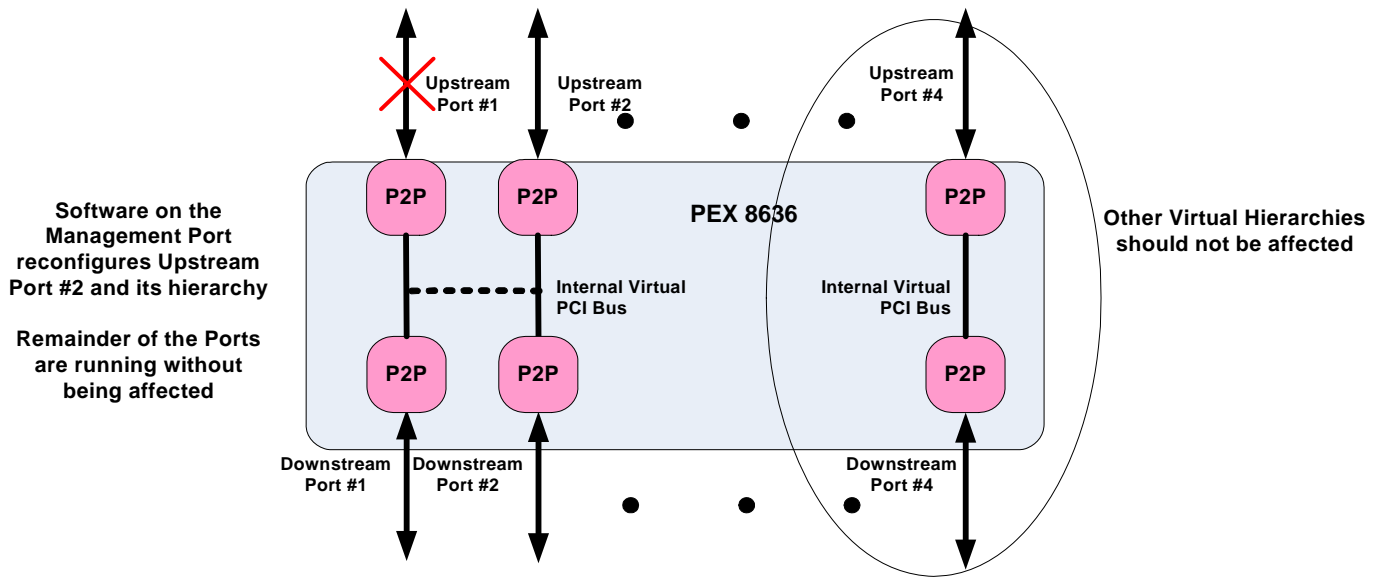 Upstream
Port #1
Upstream
Port #2
Upstream
Port #4
P2P
P2P
P2P
PEX 8636
Software on the
Management Port
reconfigures Upstream
Port #2 and its hierarchy
Remainder of the Ports
are running without
being affected
Other Virtual Hierarchies
should not be affected
Internal Virtual
PCI Bus
Internal Virtual
PCI Bus
P2P
P2P
P2P
Downstream
Port #1
Downstream
Port #2
Downstream
Port #4